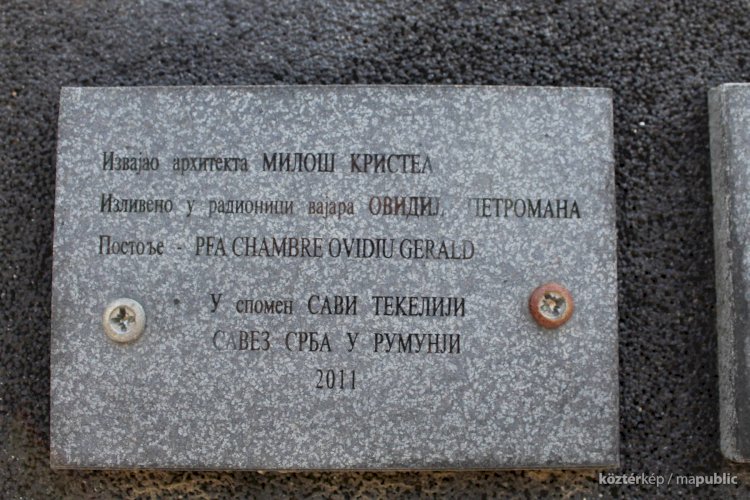 Извајао архитекта МИЛОШ КРИСТЕА
Изливено у радионици вајара ПЕТРОМАНА
Постоље - PFA CHAMBRE OVIDIU GERALD
У спомен САВИ ТЕКЕЛИЈИ
САВЕЗ СРБА У РУМУНЈИ
2011
köztérkép / mapublic